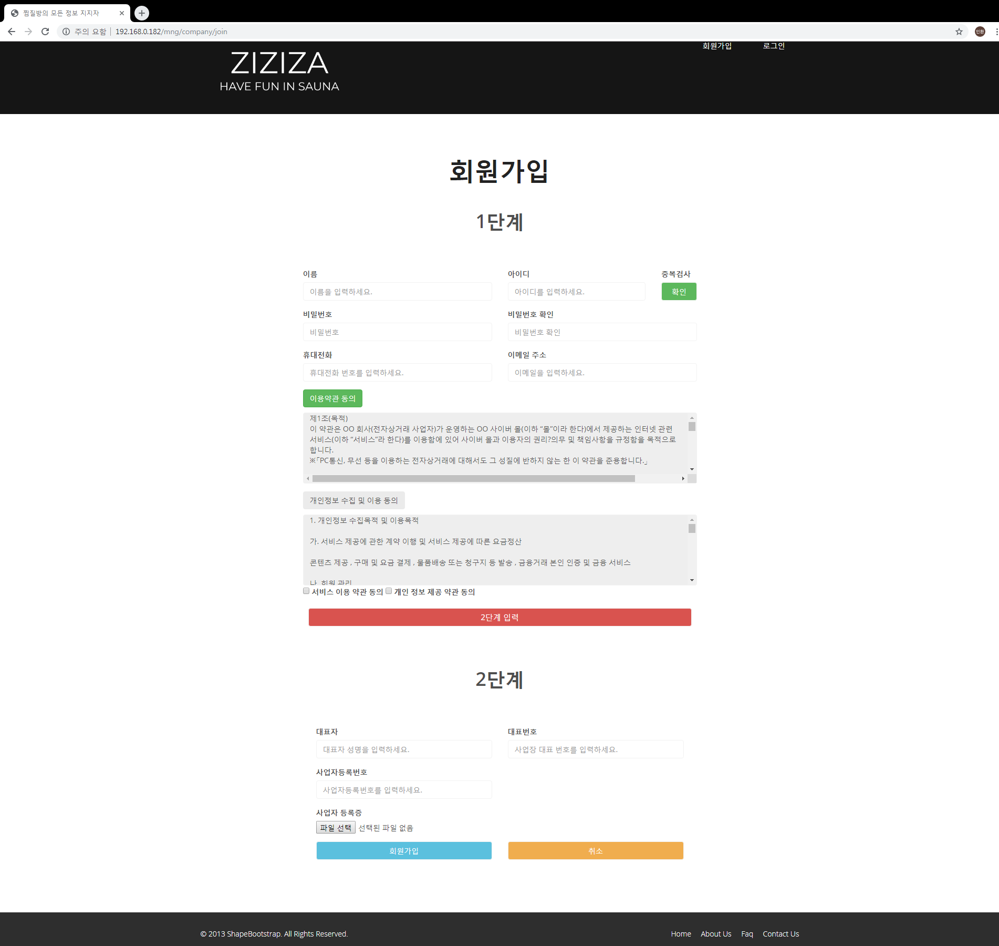 찜질방의 모든 정보 지지자
주의 요함 | 192.168.0.182/mng/company/join
인환
회원가입 로그인
ZIZIZA
HAVE FUN IN SAUNA
회원가입
1단계
이름 아이디 중복검사
이름을 입력하세요. 아이디를 입력하세요. 확인
비밀번호 비밀번호 확인
비밀번호 비밀번호 확인
휴대전화 이메일 주소
휴대전화 번호를 입력하세요. 이메일을 입력하세요.
이용약관 동의
제1조(목적)
이 약관은 OO 회사(전자상거래 사업자)가 운영하는 OO 사이버 몰(이하 “몰”이라 한다)에서 제공하는 인터넷 관련
서비스(이하 “서비스”라 한다)를 이용함에 있어 사이버 몰과 이용자의 권리?의무 및 책임사항을 규정함을 목적으로
합니다.
※「PC통신, 무선 등을 이용하는 전자상거래에 대해서도 그 성질에 반하지 않는 한 이 약관을 준용합니다.」
개인정보 수집 및 이용 동의
1. 개인정보 수집목적 및 이용목적
가. 서비스 제공에 관한 계약 이행 및 서비스 제공에 따른 요금정산
콘텐츠 제공 , 구매 및 요금 결제 , 물품배송 또는 청구지 등 발송 , 금융거래 본인 인증 및 금융 서비스
나. 회원 관리
서비스 이용 약관 동의 개인 정보 제공 약관 동의
2단계 입력
2단계
대표자 대표번호
대표자 성명을 입력하세요. 사업장 대표 번호를 입력하세요.
사업자등록번호
사업자등록번호를 입력하세요.
사업자 등록증
파일 선택 선택된 파일 없음
회원가입 취소
© 2013 ShapeBootstrap. All Rights Reserved. Home About Us Faq Contact Us